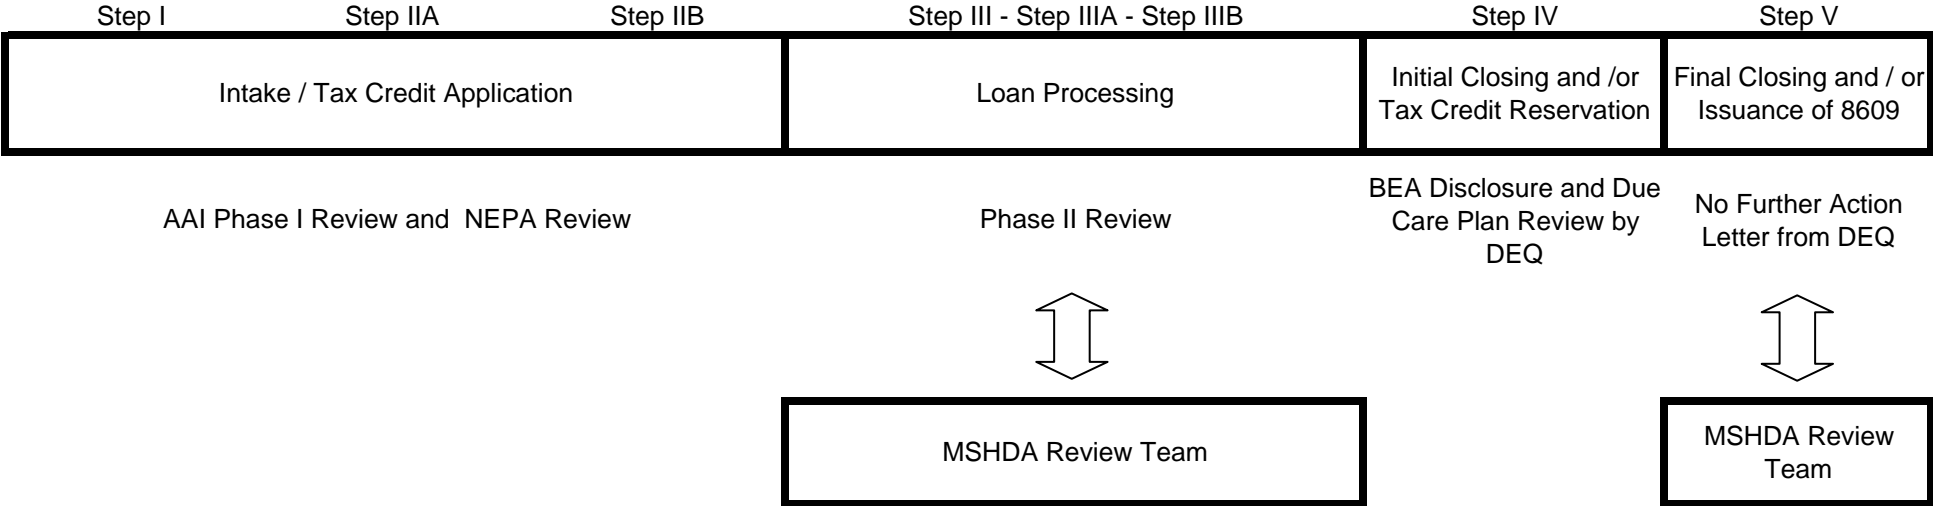 Step I Step IIA Step IIB Step III - Step IIIA - Step IIIB Step IV Step V
Intake / Tax Credit Application
Loan Processing
Initial Closing and /or
Tax Credit Reservation
Final Closing and / or
Issuance of 8609
AAI Phase I Review and NEPA Review
Phase II Review
BEA Disclosure and Due
Care Plan Review by
DEQ
No Further Action
Letter from DEQ
MSHDA Review Team
MSHDA Review
Team